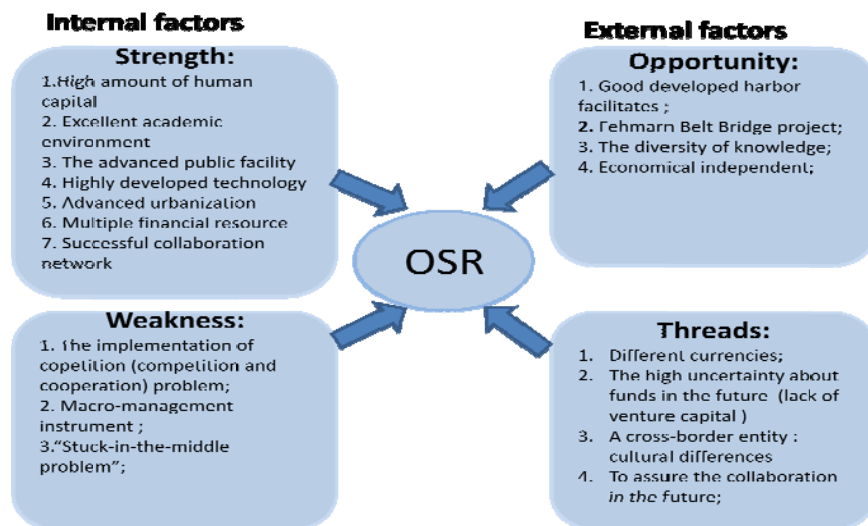 Internal factors
Strength:
1.High amount of human
capital
2. Excellent academic
environment
3. The advanced public facility
4. Highly developed technology
5. Advanced urbanization
6. Multiple financial resource
7. Successful collaboration
network
External factors
Opportunity:
1. Good developed harbor
facilitates ;
2. Fehmarn Belt Bridge project;
3. The diversity of knowledge;
4. Economical independent;
OSR
Weakness:
1. The implementation of
copetition (competition and
cooperation) problem;
2. Macro-management
instrument ;
3.“Stuck-in-the-middle
problem”;
Threads:
1. Different currencies;
2. The high uncertainty about
funds in the future (lack of
venture capital )
3. A cross-border entity :
cultural differences
4. To assure the collaboration
in the future;